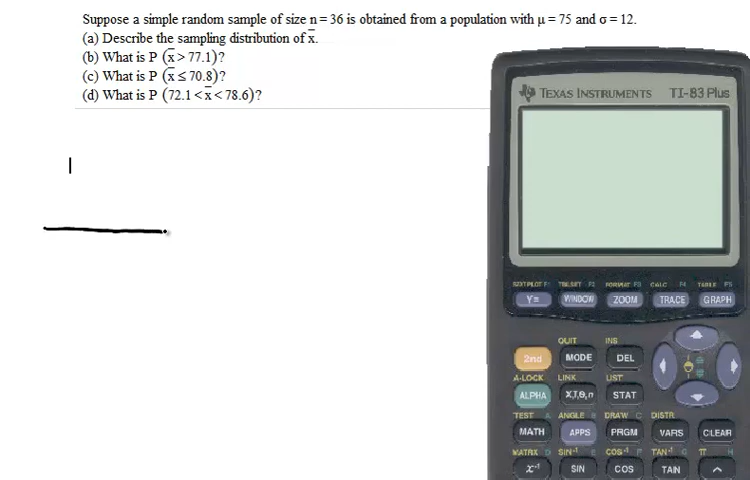 Suppose a simple random sample of size n = 36 is obtained from a population with μ = 75 and σ = 12.
(a) Describe the sampling distribution of x̅.
(b) What is P (x̅ > 77.1)?
(c) What is P (x̅ ≤ 70.8)?
(d) What is P (72.1 < x̅ < 78.6)?
TEXAS INSTRUMENTS TI-83 Plus
STAT PLOT F1 TBLSET F2 FORMAT F3 CALC F4 TABLE F5
Y= WINDOW ZOOM TRACE GRAPH
QUIT INS
2nd MODE DEL
A-LOCK LINK LIST
ALPHA X,T,θ,n STAT
TEST A ANGLE B DRAW C DISTR
MATH APPS PRGM VARS CLEAR
MATRX D SIN⁻¹ E COS⁻¹ F TAN⁻¹ G π H
x⁻¹ SIN COS TAN ^